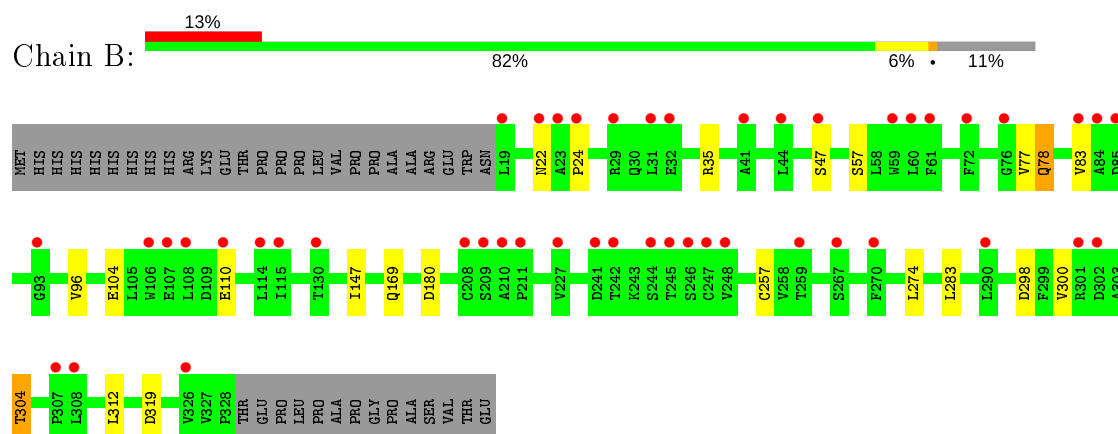 13%
Chain B:
82% 6% • 11%
MET HIS HIS HIS HIS HIS HIS HIS HIS HIS ARG LYS GLU THR PRO PRO PRO LEU VAL PRO PRO ALA ALA ARG GLU TRP ASN L19 N22 A23 P24 R29 Q30 L31 E32 R35 A41 L44 S47 S57 L58 W59 L60 F61 F72 G76 V77 Q78 V83 A84 D85
G93 V96 E104 L105 W106 E107 L108 D109 E110 L114 I115 T130 I147 Q169 D180 C208 S209 A210 P211 V227 D241 T242 K243 S244 T245 S246 C247 V248 C257 V258 T259 S267 F270 L274 L283 L290 D298 F299 V300 R301 D302 A303
T304 P307 L308 L312 D319 V326 V327 P328 THR GLU PRO LEU PRO ALA PRO GLY PRO ALA SER VAL THR GLU